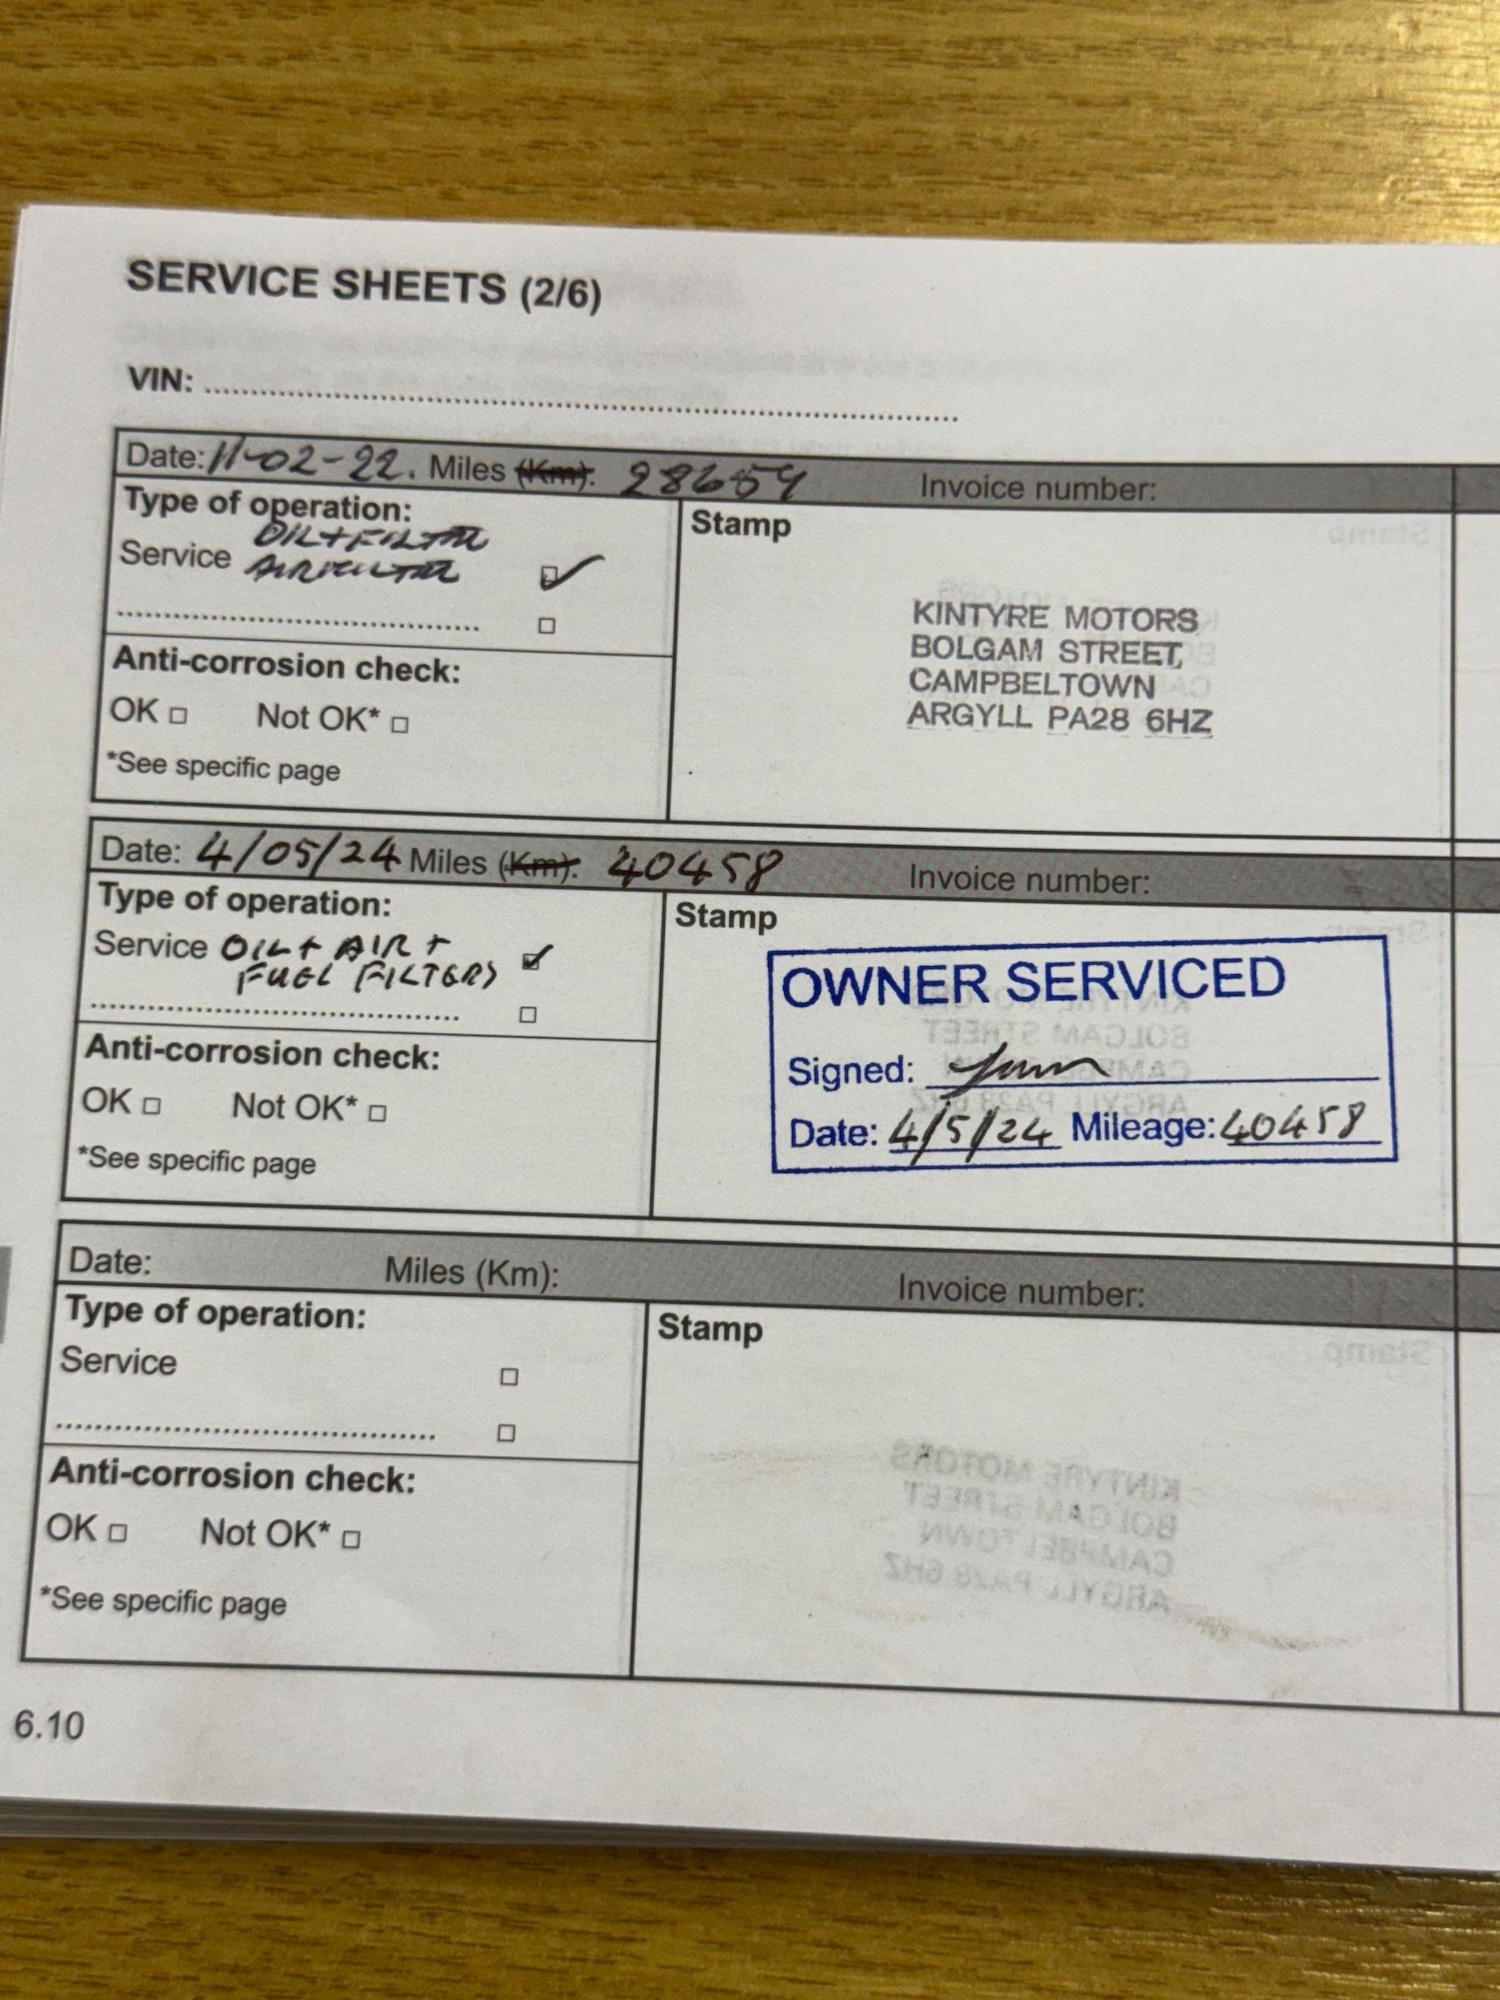 SERVICE SHEETS (2/6)
VIN: ........................................................................
Date: 11-02-22. Miles (Km): 28659 Invoice number:
Type of operation:
OIL+FILTER
Service AIRFILTER
Stamp
KINTYRE MOTORS
BOLGAM STREET,
CAMPBELTOWN
ARGYLL PA28 6HZ
Anti-corrosion check:
OK Not OK*
*See specific page
Date: 4/05/24 Miles (Km): 40458 Invoice number:
Type of operation:
Service OIL + AIR +
FUEL FILTERS
Stamp
OWNER SERVICED
Signed:
Date: 4/5/24 Mileage: 40458
Anti-corrosion check:
OK Not OK*
*See specific page
Date: Miles (Km): Invoice number:
Type of operation:
Service
Stamp
Anti-corrosion check:
OK Not OK*
*See specific page
6.10